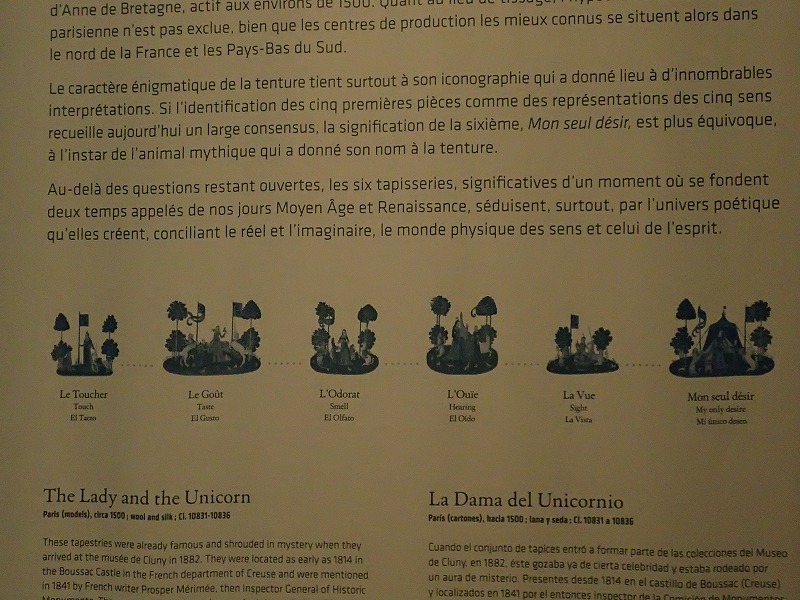 d'Anne de Bretagne, actif aux environs de 1500. Quant au lieu de tissage,
parisienne n'est pas exclue, bien que les centres de production les mieux connus se situent alors dans
le nord de la France et les Pays-Bas du Sud.
Le caractère énigmatique de la tenture tient surtout à son iconographie qui a donné lieu à d'innombrables
interprétations. Si l'identification des cinq premières pièces comme des représentations des cinq sens
recueille aujourd'hui un large consensus, la signification de la sixième, Mon seul désir, est plus équivoque,
à l'instar de l'animal mythique qui a donné son nom à la tenture.
Au-delà des questions restant ouvertes, les six tapisseries, significatives d'un moment où se fondent
deux temps appelés de nos jours Moyen Âge et Renaissance, séduisent, surtout, par l'univers poétique
qu'elles créent, conciliant le réel et l'imaginaire, le monde physique des sens et celui de l'esprit.
Le Toucher
Touch
El Tacto
Le Goût
Taste
El Gusto
L'Odorat
Smell
El Olfato
L'Ouïe
Hearing
El Oído
La Vue
Sight
La Vista
Mon seul désir
My only desire
Mi único deseo
The Lady and the Unicorn
Paris (models), circa 1500 ; wool and silk ; Cl. 10831-10836
These tapestries were already famous and shrouded in mystery when they
arrived at the musée de Cluny in 1882. They were located as early as 1814 in
the Boussac Castle in the French department of Creuse and were mentioned
in 1841 by French writer Prosper Mérimée, then Inspector General of Historic
Monuments. The
La Dama del Unicornio
Paris (cartones), hacia 1500 ; lana y seda ; Cl. 10831 a 10836
Cuando el conjunto de tapices entró a formar parte de las colecciones del Museo
de Cluny, en 1882, éste gozaba ya de cierta celebridad y estaba rodeado por
un aura de misterio. Presentes desde 1814 en el castillo de Boussac (Creuse)
y localizados en 1841 por el entonces inspector de la Comisión de Monumentos